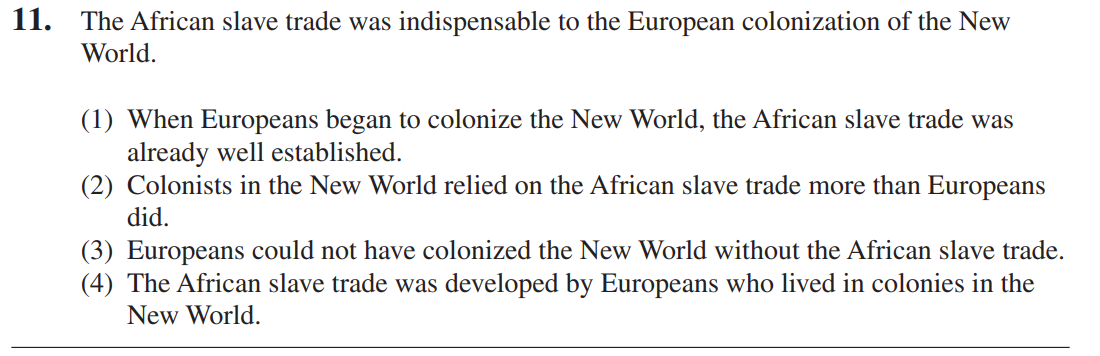 11. The African slave trade was indispensable to the European colonization of the New
World.
(1) When Europeans began to colonize the New World, the African slave trade was
already well established.
(2) Colonists in the New World relied on the African slave trade more than Europeans
did.
(3) Europeans could not have colonized the New World without the African slave trade.
(4) The African slave trade was developed by Europeans who lived in colonies in the
New World.